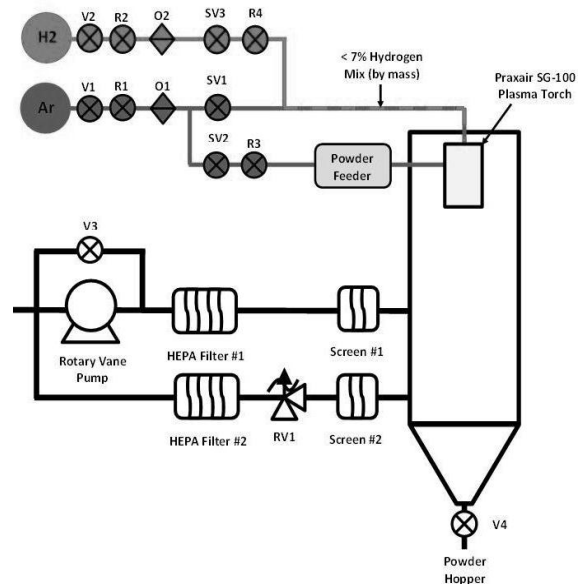 V2 R2 O2 SV3 R4
H2
V1 R1 O1 SV1
Ar
< 7% Hydrogen
Mix (by mass)
Praxair SG-100
Plasma Torch
SV2 R3
Powder
Feeder
V3
Rotary Vane
Pump
HEPA Filter #1
Screen #1
HEPA Filter #2
RV1
Screen #2
V4
Powder
Hopper